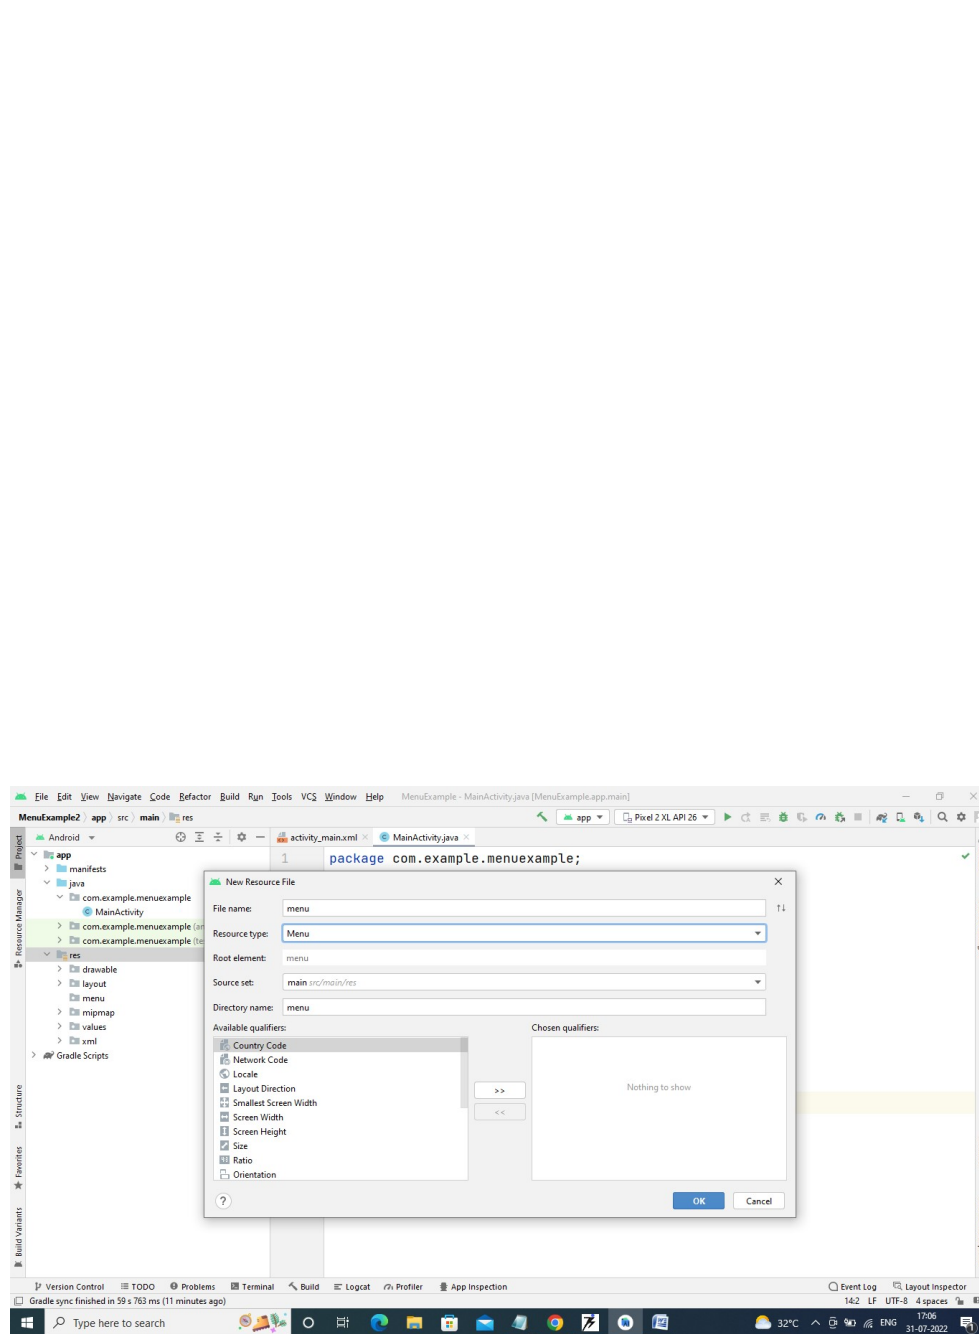 File Edit View Navigate Code Refactor Build Run Tools VCS Window Help MenuExample - MainActivity.java [MenuExample.app.main]
MenuExample2 app src main res app Pixel 2 XL API 26
Project Android activity_main.xml MainActivity.java
app
1 package com.example.menuexample;
manifests
java
com.example.menuexample
MainActivity
com.example.menuexample
com.example.menuexample
res
drawable
layout
menu
mipmap
values
xml
Gradle Scripts
Resource Manager
Structure
Favorites
Build Variants
New Resource File
File name: menu
Resource type: Menu
Root element: menu
Source set: main src/main/res
Directory name: menu
Available qualifiers: Chosen qualifiers:
Country Code
Network Code
Locale
Layout Direction
Smallest Screen Width
Screen Width
Screen Height
Size
Ratio
Orientation
>>
<<
Nothing to show
? OK Cancel
Version Control TODO Problems Terminal Build Logcat Profiler App Inspection Event Log Layout Inspector
Gradle sync finished in 59 s 763 ms (11 minutes ago) 14:2 LF UTF-8 4 spaces
Type here to search 32°C ENG 17:06
31-07-2022